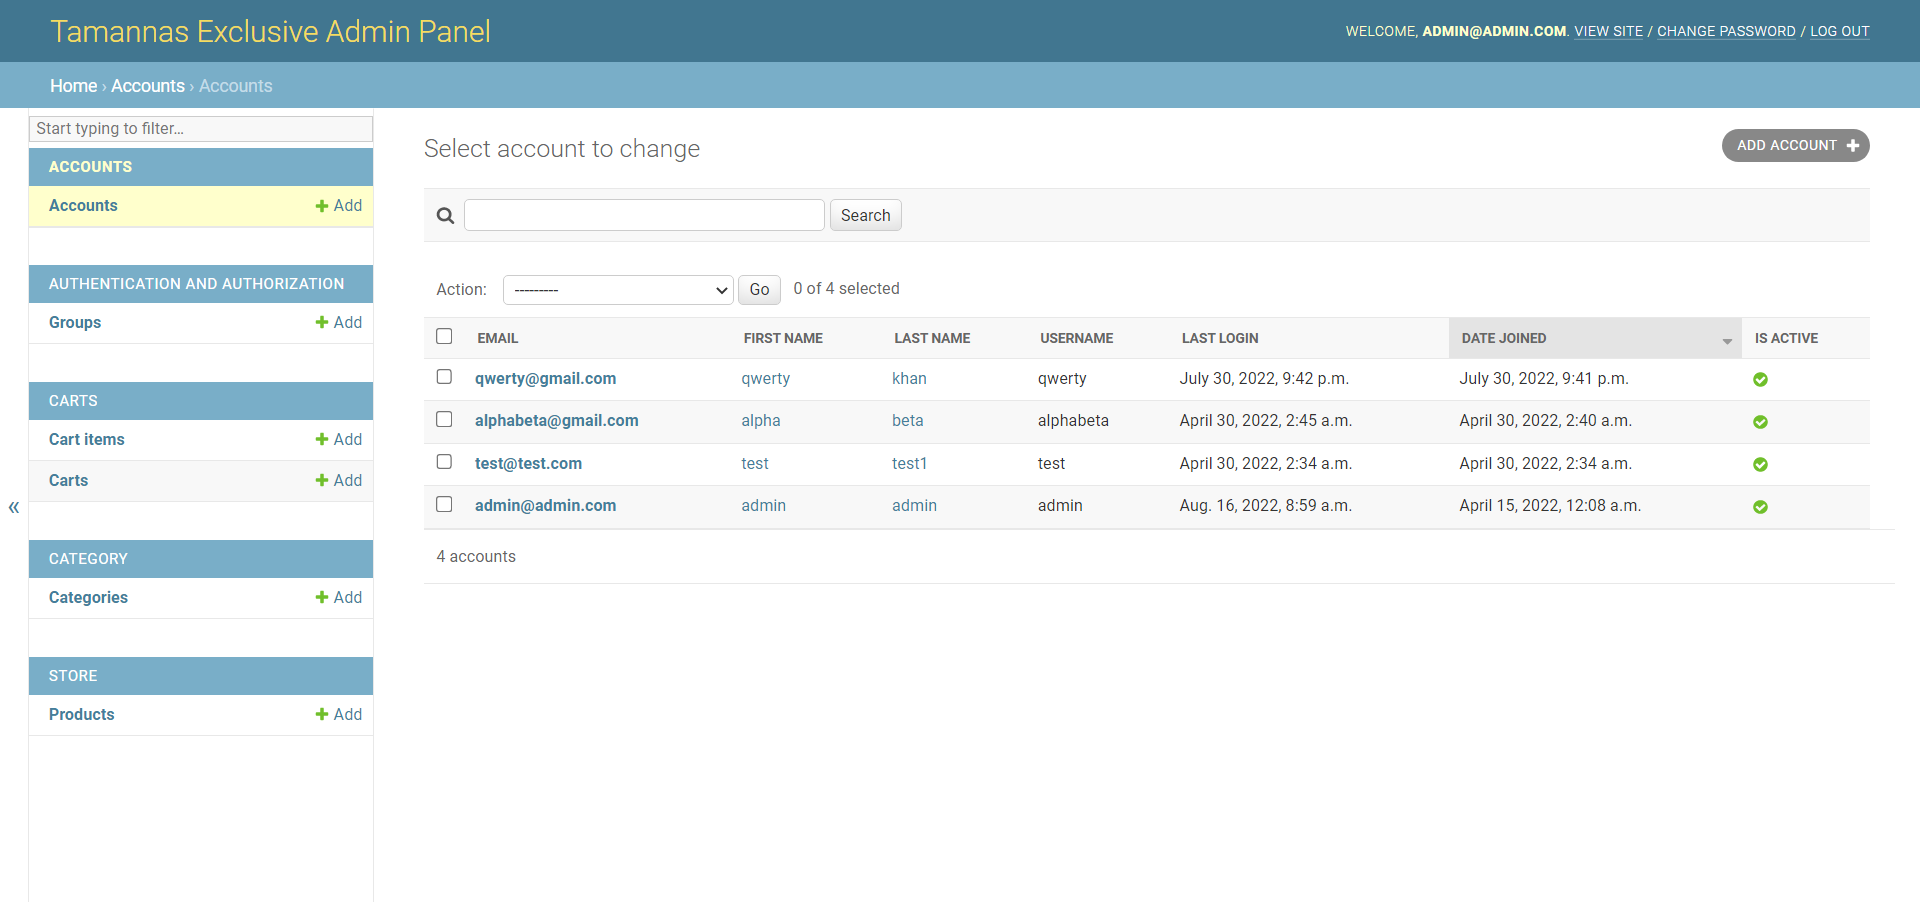 Tamannas Exclusive Admin Panel
WELCOME, ADMIN@ADMIN.COM. VIEW SITE / CHANGE PASSWORD / LOG OUT
Home › Accounts › Accounts
Start typing to filter...
ACCOUNTS
Accounts Add
AUTHENTICATION AND AUTHORIZATION
Groups Add
CARTS
Cart items Add
Carts Add
«
CATEGORY
Categories Add
STORE
Products Add
Select account to change
ADD ACCOUNT
Search
Action: --------- Go 0 of 4 selected
EMAIL FIRST NAME LAST NAME USERNAME LAST LOGIN DATE JOINED IS ACTIVE
qwerty@gmail.com qwerty khan qwerty July 30, 2022, 9:42 p.m. July 30, 2022, 9:41 p.m.
alphabeta@gmail.com alpha beta alphabeta April 30, 2022, 2:45 a.m. April 30, 2022, 2:40 a.m.
test@test.com test test1 test April 30, 2022, 2:34 a.m. April 30, 2022, 2:34 a.m.
admin@admin.com admin admin admin Aug. 16, 2022, 8:59 a.m. April 15, 2022, 12:08 a.m.
4 accounts